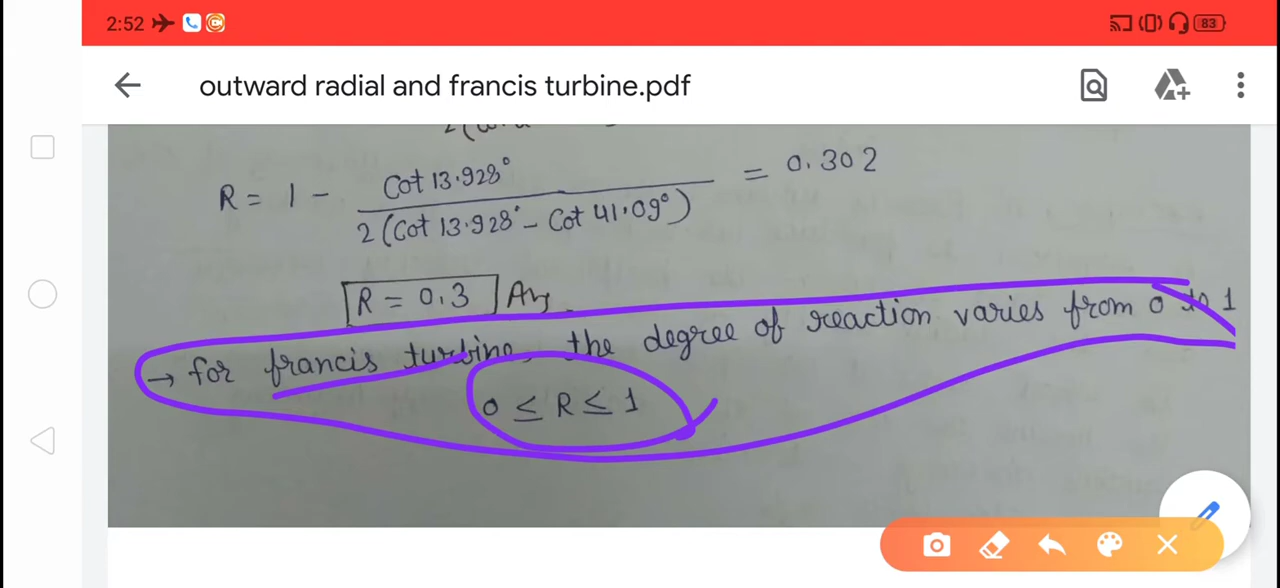 2:52 83
outward radial and francis turbine.pdf
R = 1 - Cot 13.928° / 2 (Cot 13.928° - Cot 41.09°) = 0.302
R = 0.3 Ans
→ for francis turbine, the degree of reaction varies from 0 to 1
0 ≤ R ≤ 1